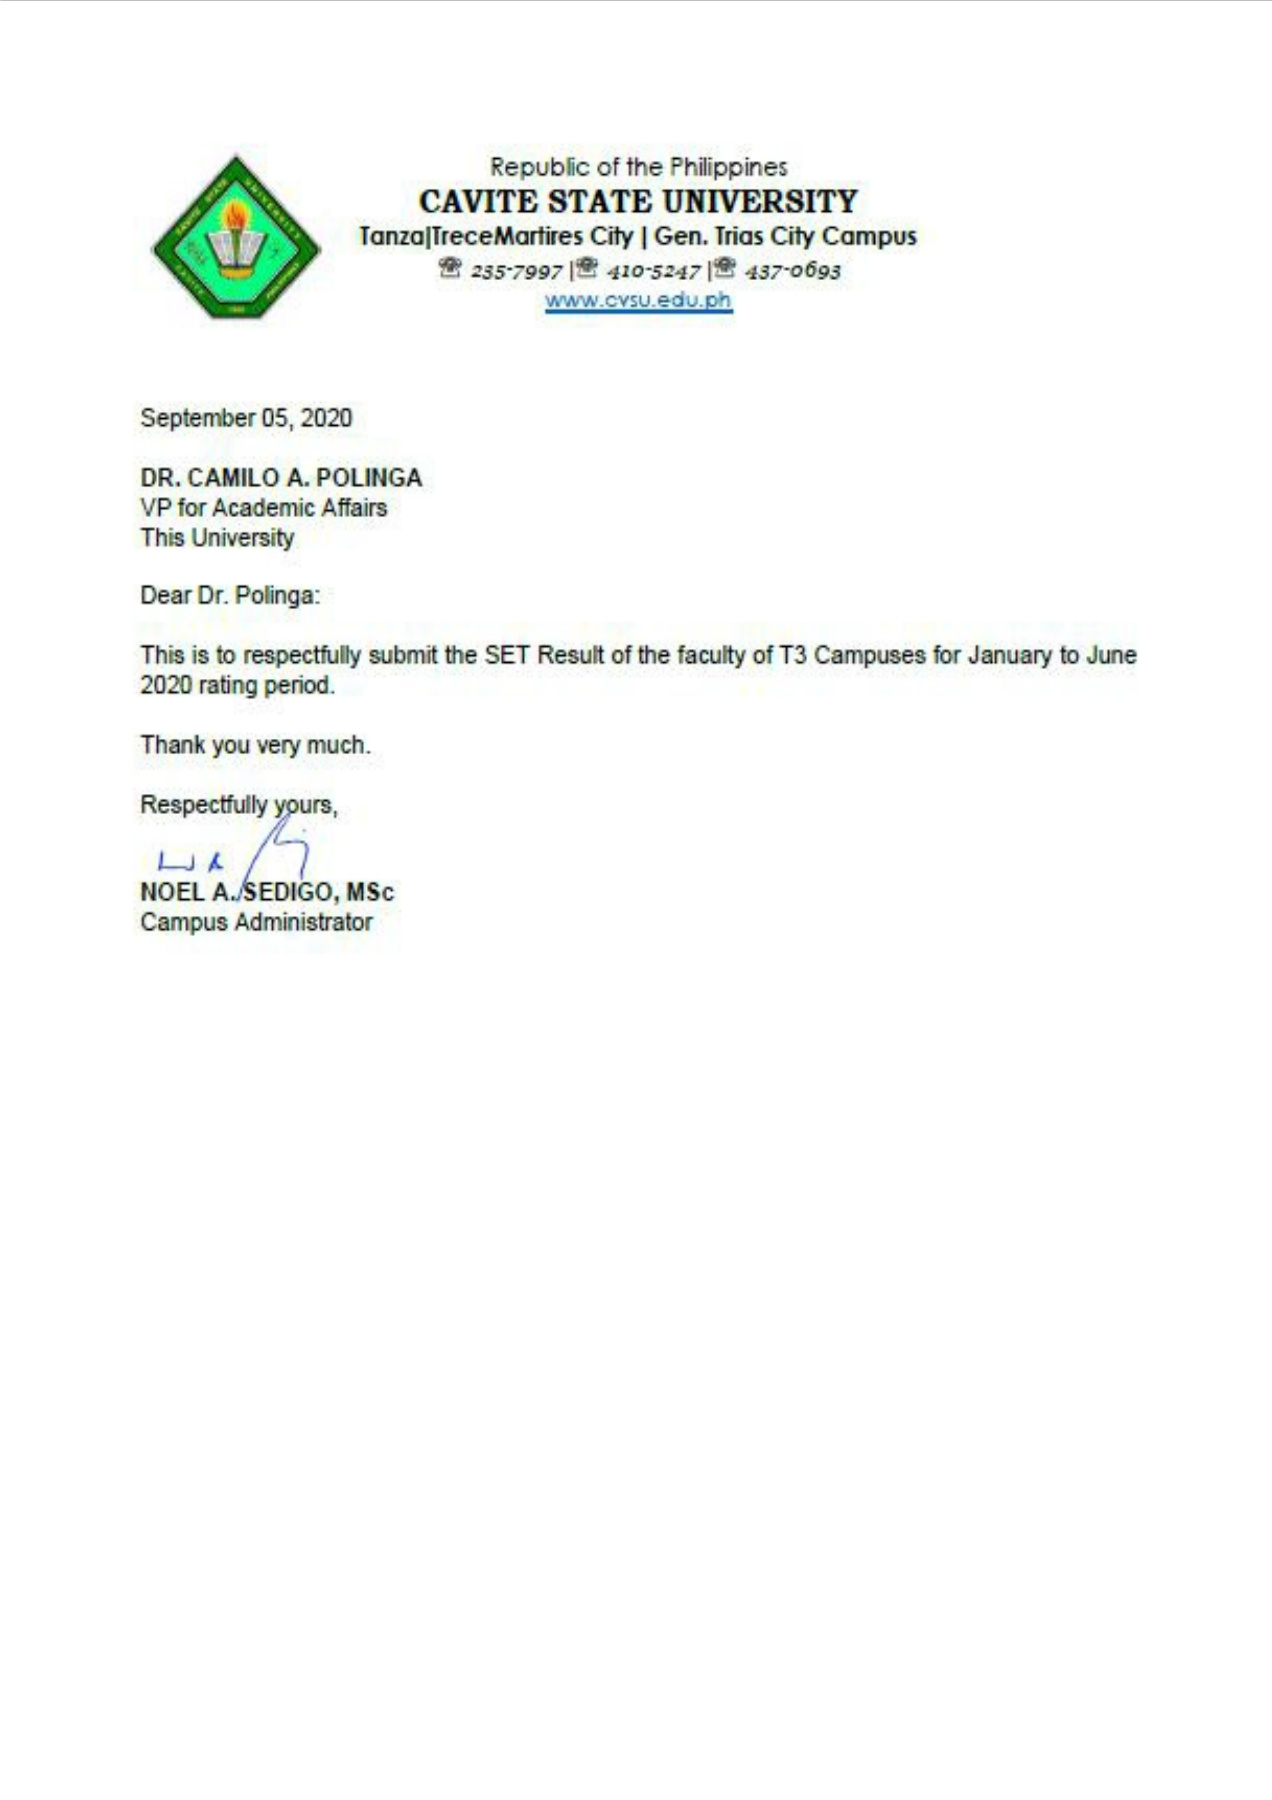 Republic of the Philippines
CAVITE STATE UNIVERSITY
Tanza|TreceMartires City | Gen. Trias City Campus
☏ 235-7997 |☏ 410-5247 |☏ 437-0693
www.cvsu.edu.ph
CAVITE STATE UNIVERSITY
September 05, 2020
DR. CAMILO A. POLINGA
VP for Academic Affairs
This University
Dear Dr. Polinga:
This is to respectfully submit the SET Result of the faculty of T3 Campuses for January to June
2020 rating period.
Thank you very much.
Respectfully yours,
NOEL A. SEDIGO, MSc
Campus Administrator